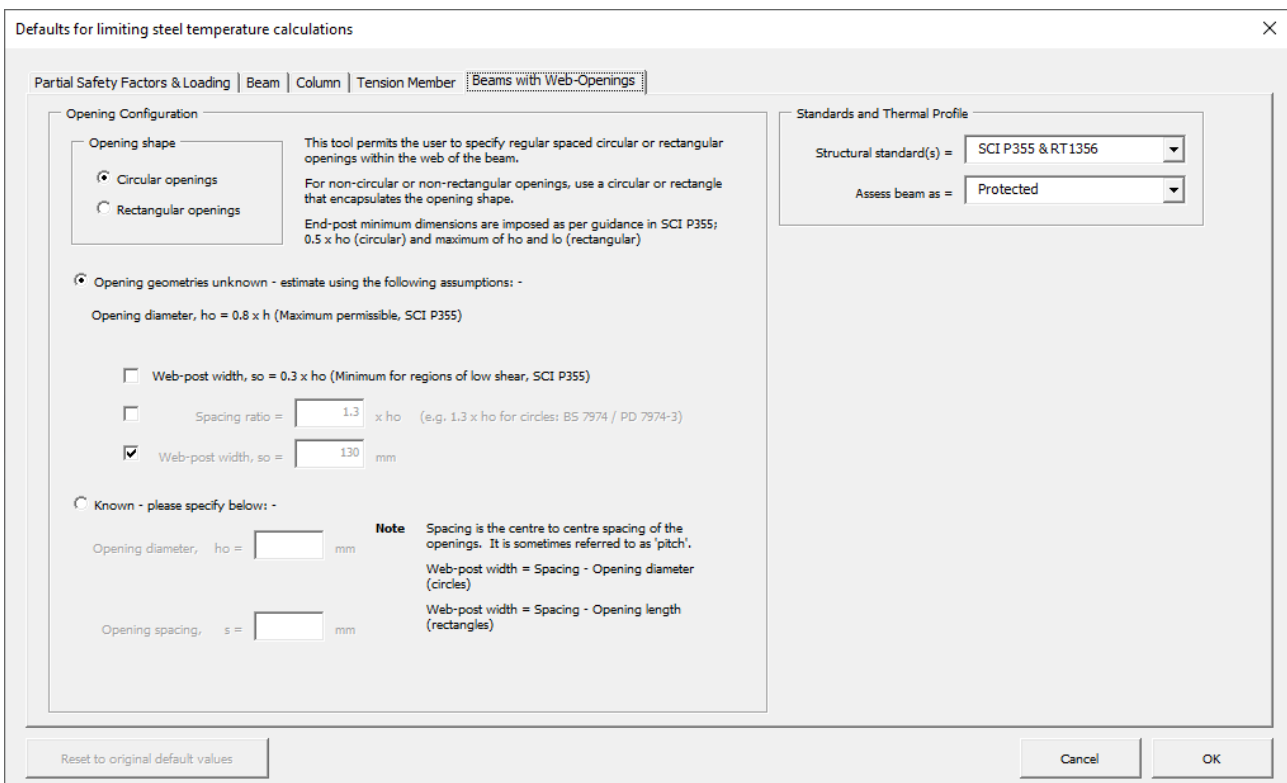 Defaults for limiting steel temperature calculations
Partial Safety Factors & Loading | Beam | Column | Tension Member | Beams with Web-Openings
Opening Configuration
Opening shape
Circular openings
Rectangular openings
This tool permits the user to specify regular spaced circular or rectangular
openings within the web of the beam.
For non-circular or non-rectangular openings, use a circular or rectangle
that encapsulates the opening shape.
End-post minimum dimensions are imposed as per guidance in SCI P355;
0.5 x ho (circular) and maximum of ho and lo (rectangular)
Opening geometries unknown - estimate using the following assumptions: -
Opening diameter, ho = 0.8 x h (Maximum permissible, SCI P355)
Web-post width, so = 0.3 x ho (Minimum for regions of low shear, SCI P355)
Spacing ratio = 1.3 x ho (e.g. 1.3 x ho for circles: BS 7974 / PD 7974-3)
Web-post width, so = 130 mm
Known - please specify below: -
Opening diameter, ho = mm
Opening spacing, s = mm
Note Spacing is the centre to centre spacing of the
openings. It is sometimes referred to as 'pitch'.
Web-post width = Spacing - Opening diameter
(circles)
Web-post width = Spacing - Opening length
(rectangles)
Standards and Thermal Profile
Structural standard(s) = SCI P355 & RT1356
Assess beam as = Protected
Reset to original default values
Cancel
OK